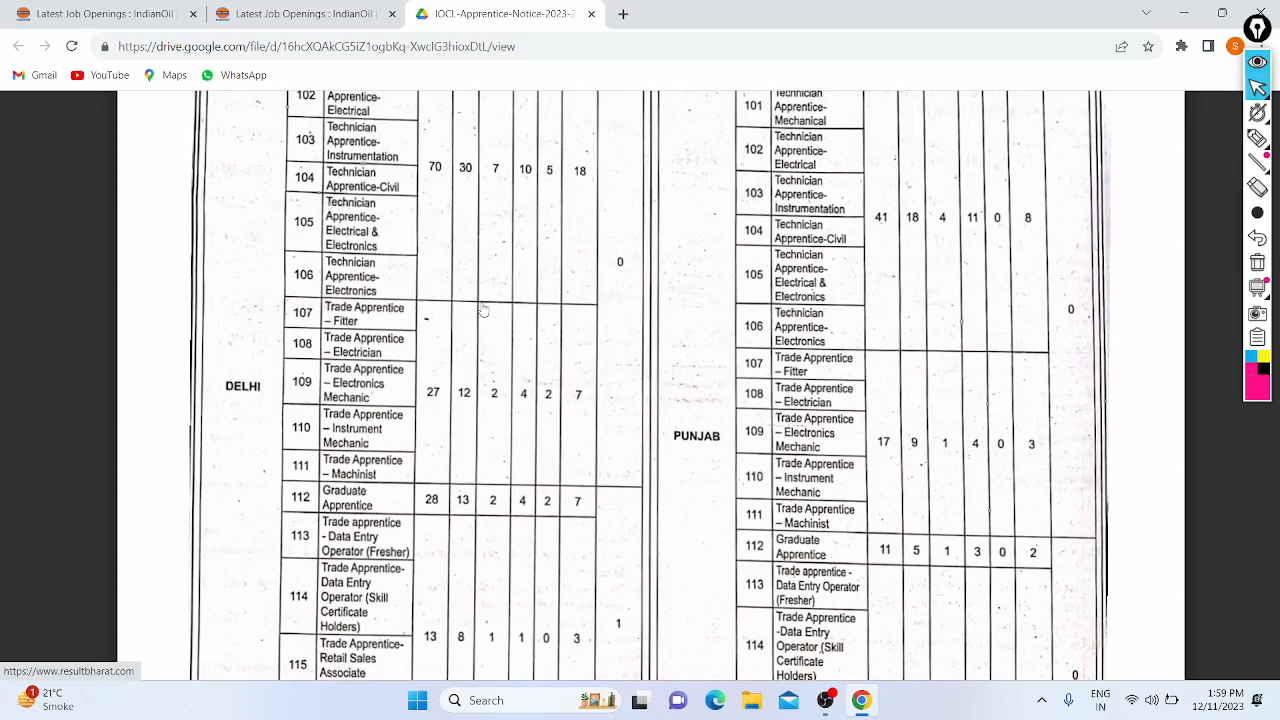 Latest Job Openings : IndianOil |
Latest Job Openings : IndianOil |
IOCL-Apprentice-Notice-2023-2
https://drive.google.com/file/d/16hcXQAkCG5IZ1ogbKq-XwcIG3hioxDtL/view
S
Gmail
YouTube
Maps
WhatsApp
DELHI
102
Apprentice-
Electrical
103
Technician
Apprentice-
Instrumentation
104
Technician
Apprentice-Civil
105
Technician
Apprentice-
Electrical &
Electronics
106
Technician
Apprentice-
Electronics
70 30 7 10 5 18
0
107
Trade Apprentice
– Fitter
108
Trade Apprentice
– Electrician
109
Trade Apprentice
– Electronics
Mechanic
110
Trade Apprentice
– Instrument
Mechanic
111
Trade Apprentice
– Machinist
27 12 2 4 2 7
112
Graduate
Apprentice
28 13 2 4 2 7
113
Trade apprentice
- Data Entry
Operator (Fresher)
114
Trade Apprentice-
Data Entry
Operator (Skill
Certificate
Holders)
115
Trade Apprentice-
Retail Sales
Associate
13 8 1 1 0 3
1
PUNJAB
101
Technician
Apprentice-
Mechanical
102
Technician
Apprentice-
Electrical
103
Technician
Apprentice-
Instrumentation
104
Technician
Apprentice-Civil
105
Technician
Apprentice-
Electrical &
Electronics
106
Technician
Apprentice-
Electronics
41 18 4 11 0 8
0
107
Trade Apprentice
– Fitter
108
Trade Apprentice
– Electrician
109
Trade Apprentice
– Electronics
Mechanic
110
Trade Apprentice
– Instrument
Mechanic
111
Trade Apprentice
– Machinist
17 9 1 4 0 3
112
Graduate
Apprentice
11 5 1 3 0 2
113
Trade apprentice -
Data Entry Operator
(Fresher)
114
Trade Apprentice
-Data Entry
Operator (Skill
Certificate
Holders)
0
https://www.resultbharat.com
1
21°C
Smoke
Search
ENG
IN
1:59 PM
12/11/2023